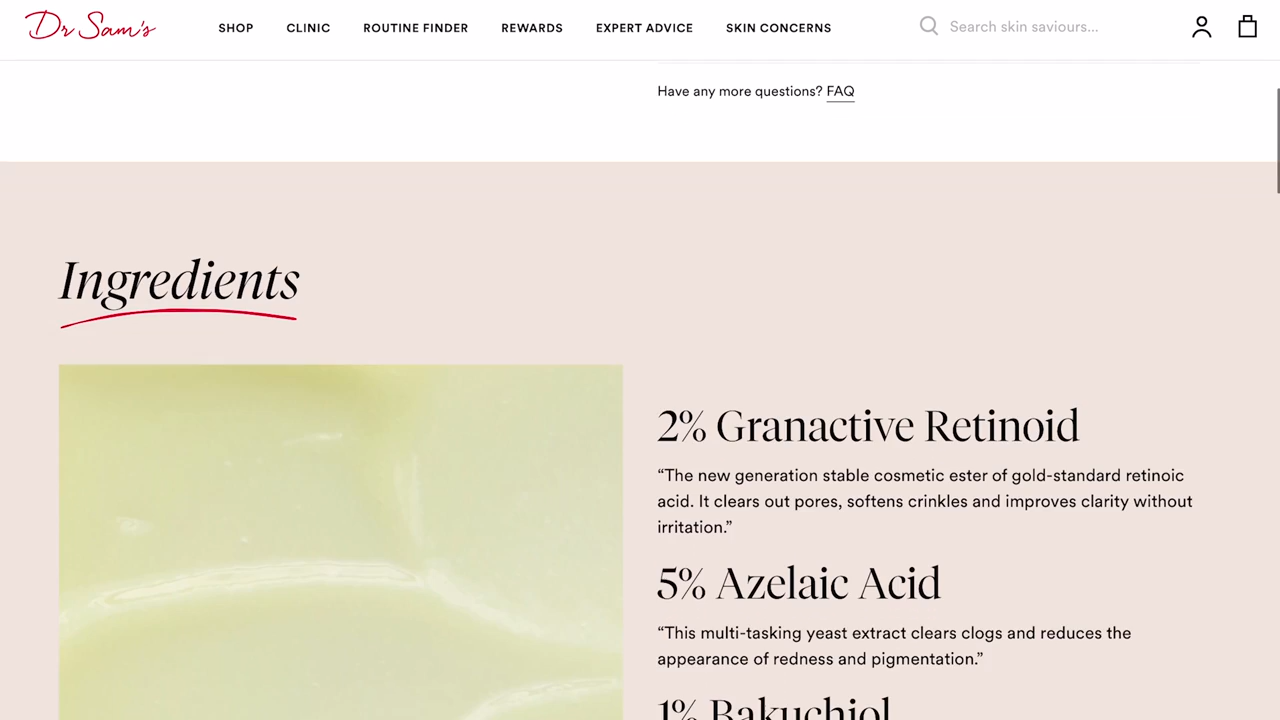 Dr Sam's
SHOP CLINIC ROUTINE FINDER REWARDS EXPERT ADVICE SKIN CONCERNS
Search skin saviours...
Have any more questions? FAQ
Ingredients
2% Granactive Retinoid
“The new generation stable cosmetic ester of gold-standard retinoic
acid. It clears out pores, softens crinkles and improves clarity without
irritation.”
5% Azelaic Acid
“This multi-tasking yeast extract clears clogs and reduces the
appearance of redness and pigmentation.”
1% Bakuchiol